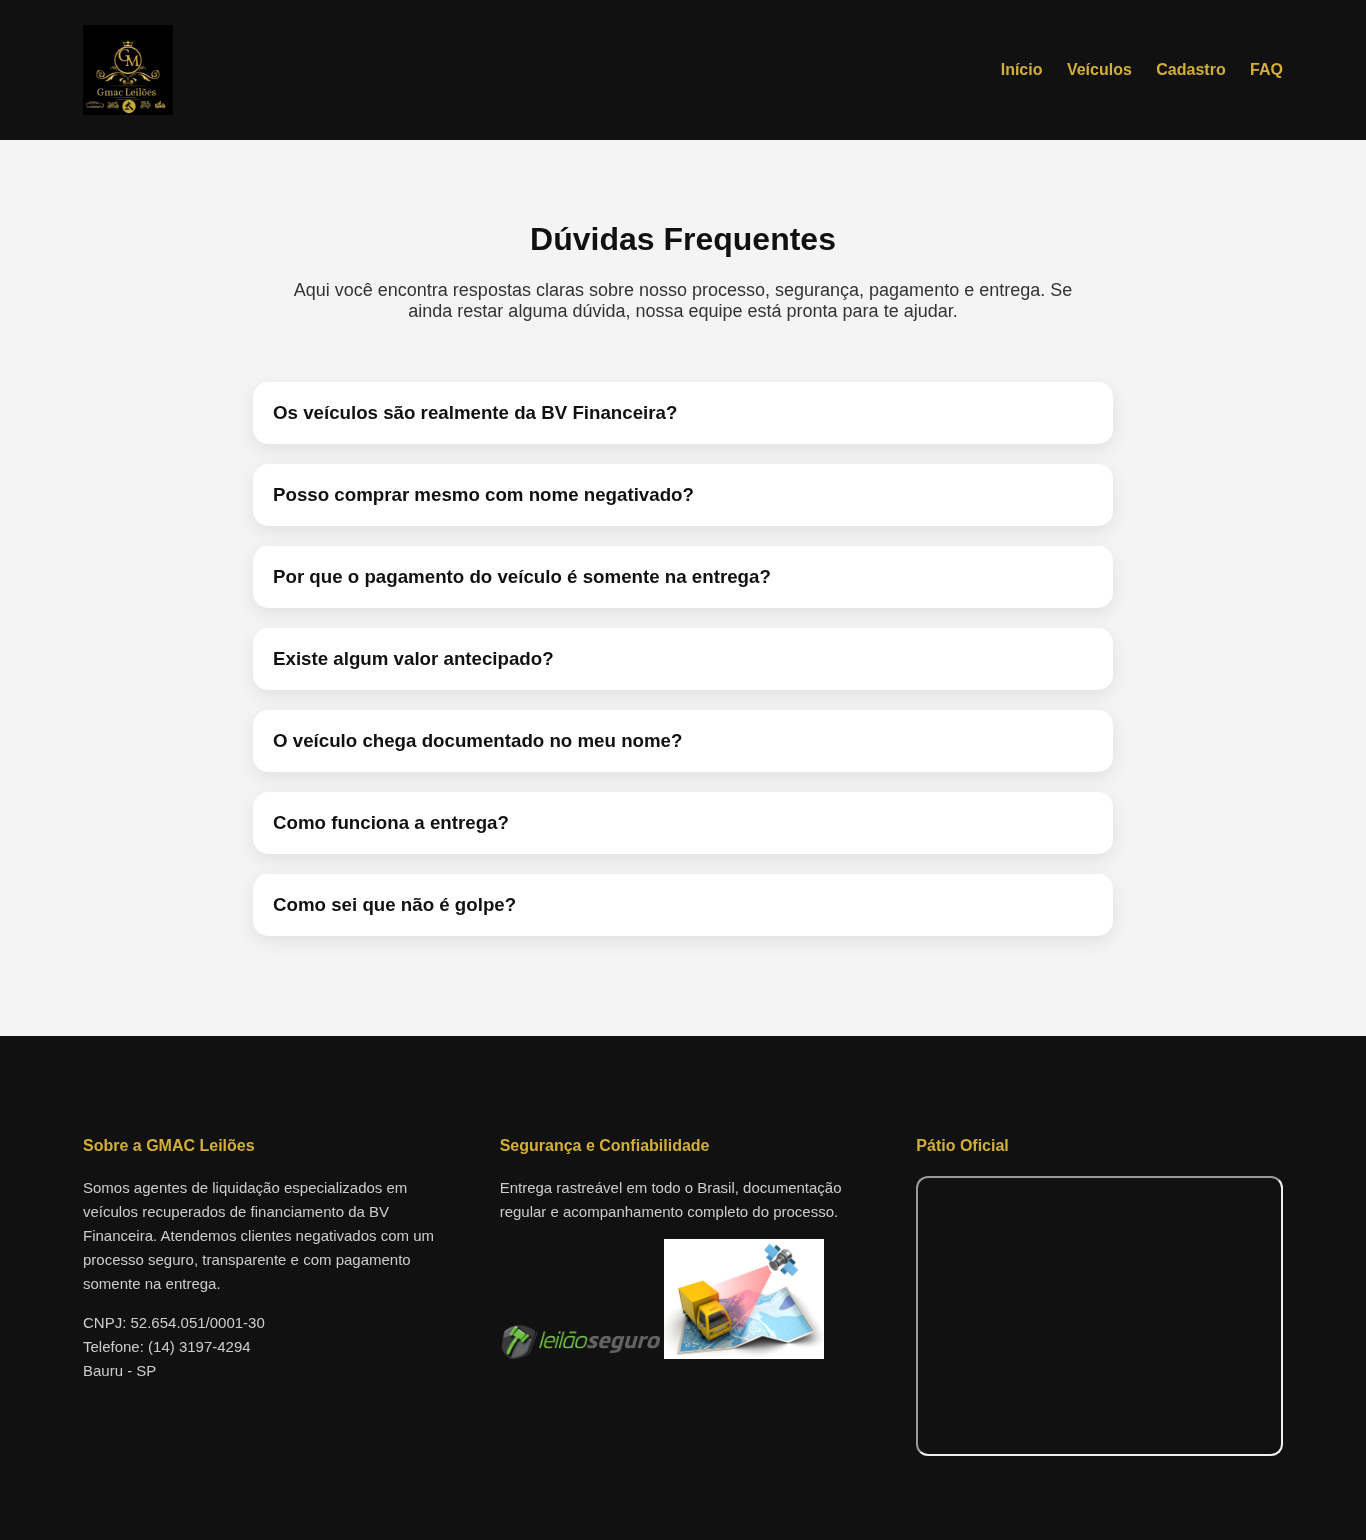 GM
Gmac Leilões
Início Veículos Cadastro FAQ
Dúvidas Frequentes
Aqui você encontra respostas claras sobre nosso processo, segurança, pagamento e entrega. Se
ainda restar alguma dúvida, nossa equipe está pronta para te ajudar.
Os veículos são realmente da BV Financeira?
Posso comprar mesmo com nome negativado?
Por que o pagamento do veículo é somente na entrega?
Existe algum valor antecipado?
O veículo chega documentado no meu nome?
Como funciona a entrega?
Como sei que não é golpe?
Sobre a GMAC Leilões
Somos agentes de liquidação especializados em
veículos recuperados de financiamento da BV
Financeira. Atendemos clientes negativados com um
processo seguro, transparente e com pagamento
somente na entrega.
CNPJ: 52.654.051/0001-30
Telefone: (14) 3197-4294
Bauru - SP
Segurança e Confiabilidade
Entrega rastreável em todo o Brasil, documentação
regular e acompanhamento completo do processo.
leilãoseguro
Pátio Oficial